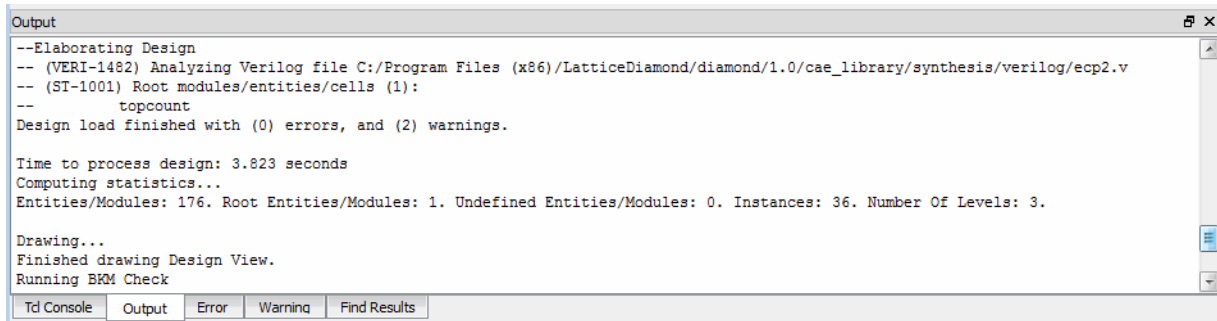 Output
--Elaborating Design
-- (VERI-1482) Analyzing Verilog file C:/Program Files (x86)/LatticeDiamond/diamond/1.0/cae_library/synthesis/verilog/ecp2.v
-- (ST-1001) Root modules/entities/cells (1):
--        topcount
Design load finished with (0) errors, and (2) warnings.
Time to process design: 3.823 seconds
Computing statistics...
Entities/Modules: 176. Root Entities/Modules: 1. Undefined Entities/Modules: 0. Instances: 36. Number Of Levels: 3.
Drawing...
Finished drawing Design View.
Running BKM Check
Tcl Console Output Error Warning Find Results